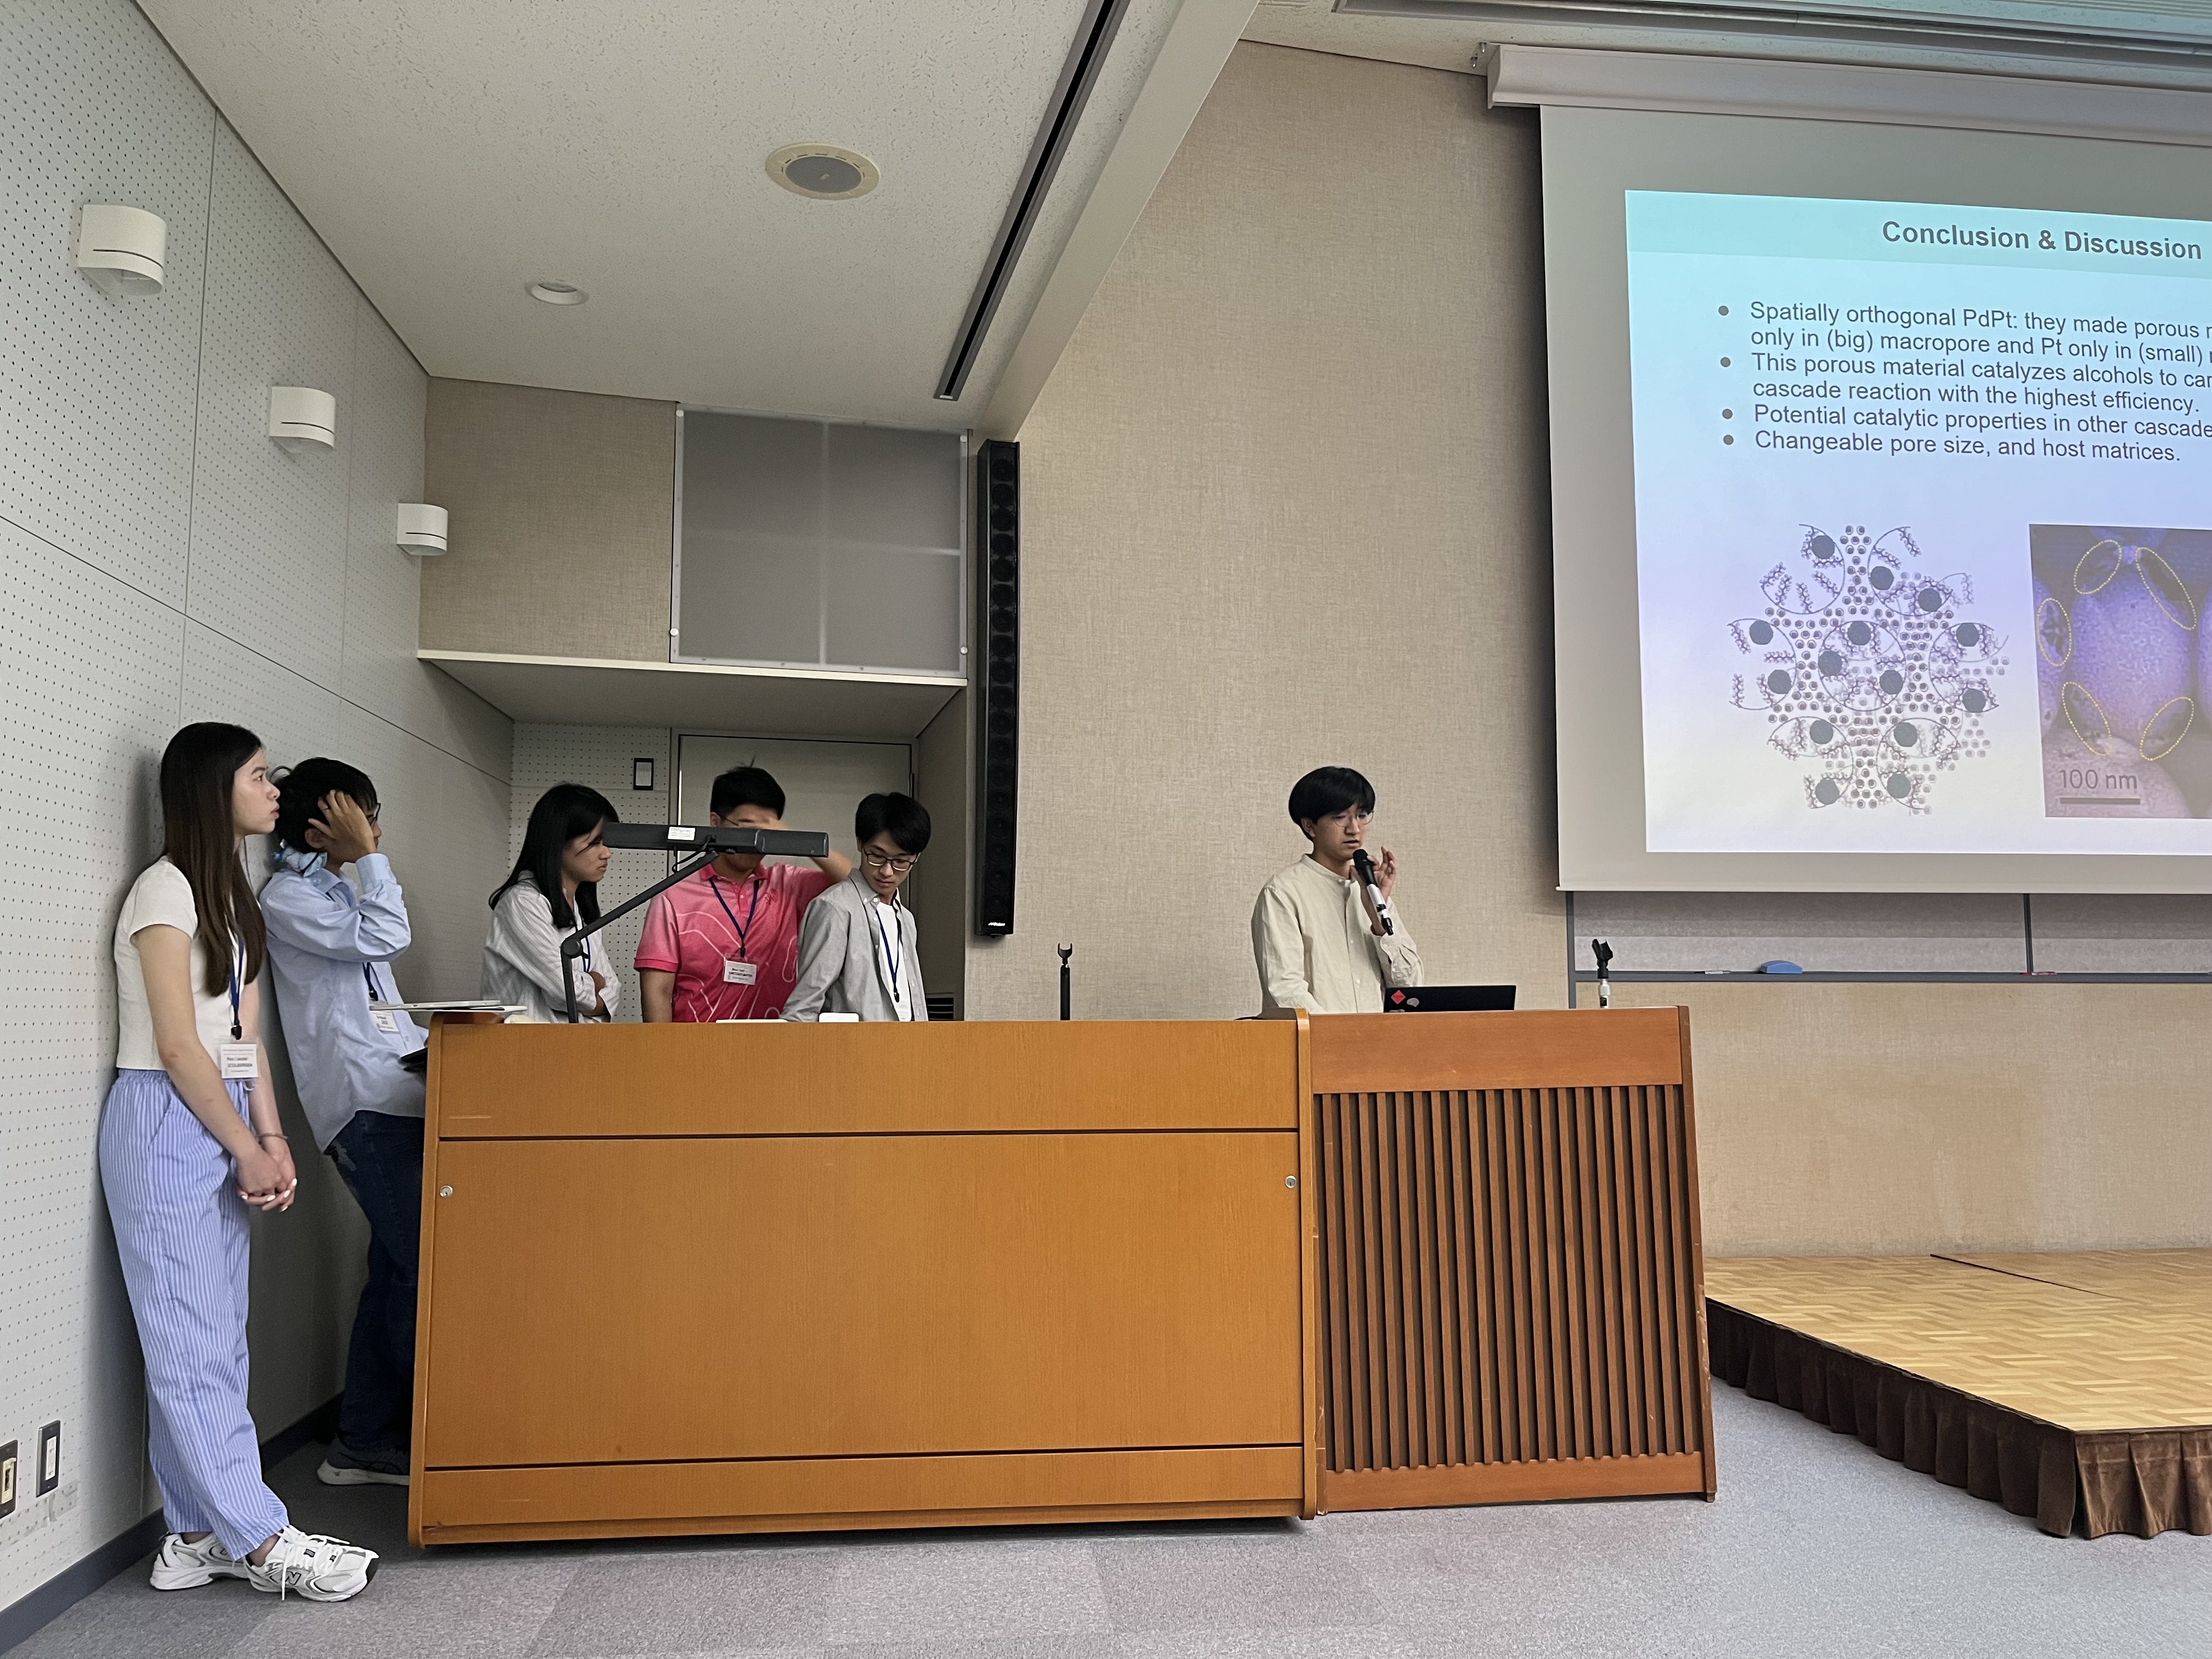 Conclusion & Discussion
● Spatially orthogonal PdPt: they made porous
only in (big) macropore and Pt only in (small)
● This porous material catalyzes alcohols to
cascade reaction with the highest efficiency.
● Potential catalytic properties in other cascade
● Changeable pore size, and host matrices.
100 nm
N